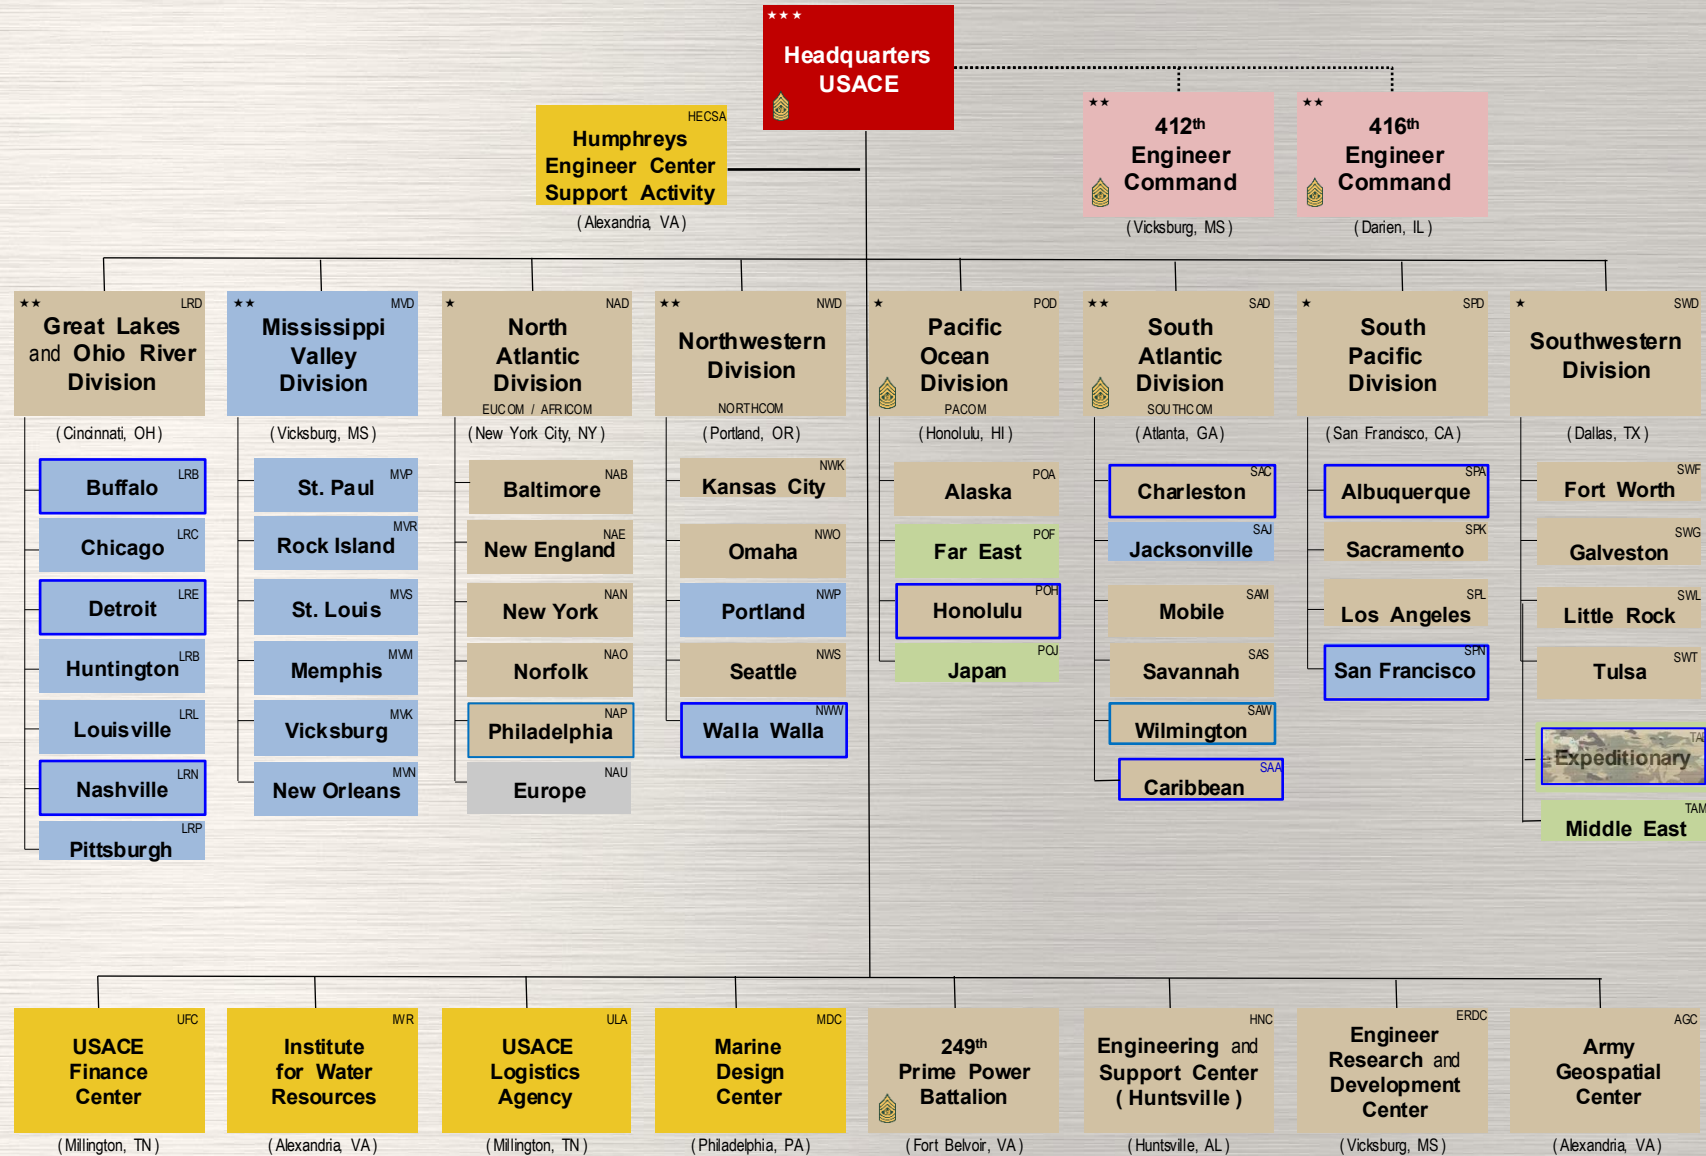 ★★★
Headquarters
USACE
HECSA
Humphreys
Engineer Center
Support Activity
(Alexandria, VA)
★★
412th
Engineer
Command
(Vicksburg, MS)
★★
416th
Engineer
Command
(Darien, IL)
★★ LRD
Great Lakes
and Ohio River
Division
(Cincinnati, OH)
★★ MVD
Mississippi
Valley
Division
(Vicksburg, MS)
★ NAD
North
Atlantic
Division
EUCOM / AFRICOM
(New York City, NY)
★★ NWD
Northwestern
Division
NORTHCOM
(Portland, OR)
★ POD
Pacific
Ocean
Division
PACOM
(Honolulu, HI)
★★ SAD
South
Atlantic
Division
SOUTHCOM
(Atlanta, GA)
★ SPD
South
Pacific
Division
(San Francisco, CA)
★ SWD
Southwestern
Division
(Dallas, TX)
Buffalo LRB
Chicago LRC
Detroit LRE
Huntington LRB
Louisville LRL
Nashville LRN
Pittsburgh LRP
St. Paul MVP
Rock Island MVR
St. Louis MVS
Memphis MVM
Vicksburg MVK
New Orleans MVN
Baltimore NAB
New England NAE
New York NAN
Norfolk NAO
Philadelphia NAP
Europe NAU
Kansas City NWK
Omaha NWO
Portland NWP
Seattle NWS
Walla Walla NWW
Alaska POA
Far East POF
Honolulu POH
Japan POJ
Charleston SAC
Jacksonville SAJ
Mobile SAM
Savannah SAS
Wilmington SAW
Caribbean SAA
Albuquerque SPA
Sacramento SPK
Los Angeles SPL
San Francisco SPN
Fort Worth SWF
Galveston SWG
Little Rock SWL
Tulsa SWT
Expeditionary
Middle East TAM
UFC
USACE
Finance
Center
(Millington, TN)
IWR
Institute
for Water
Resources
(Alexandria, VA)
ULA
USACE
Logistics
Agency
(Millington, TN)
MDC
Marine
Design
Center
(Philadelphia, PA)
249th
Prime Power
Battalion
(Fort Belvoir, VA)
HNC
Engineering and
Support Center
(Huntsville)
(Huntsville, AL)
ERDC
Engineer
Research and
Development
Center
(Vicksburg, MS)
AGC
Army
Geospatial
Center
(Alexandria, VA)